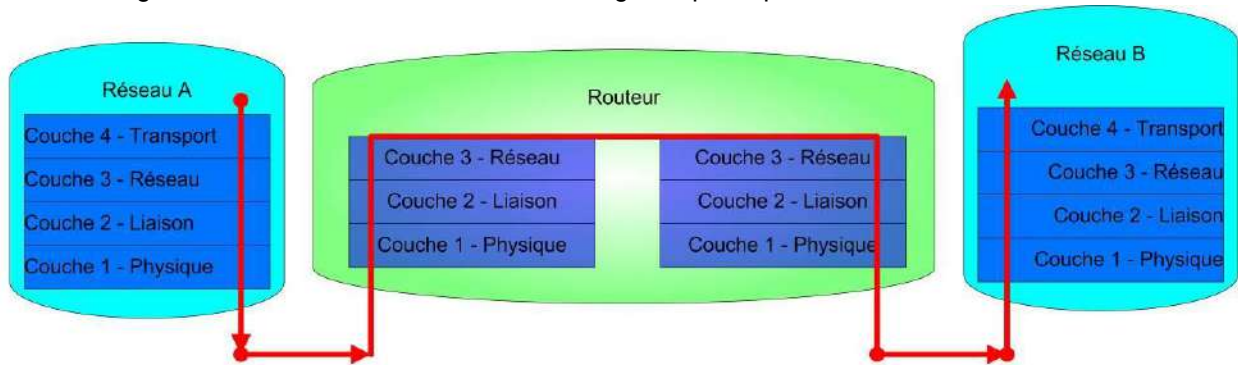 Réseau A
Couche 4 - Transport
Couche 3 - Réseau
Couche 2 - Liaison
Couche 1 - Physique
Routeur
Couche 3 - Réseau
Couche 2 - Liaison
Couche 1 - Physique
Couche 3 - Réseau
Couche 2 - Liaison
Couche 1 - Physique
Réseau B
Couche 4 - Transport
Couche 3 - Réseau
Couche 2 - Liaison
Couche 1 - Physique